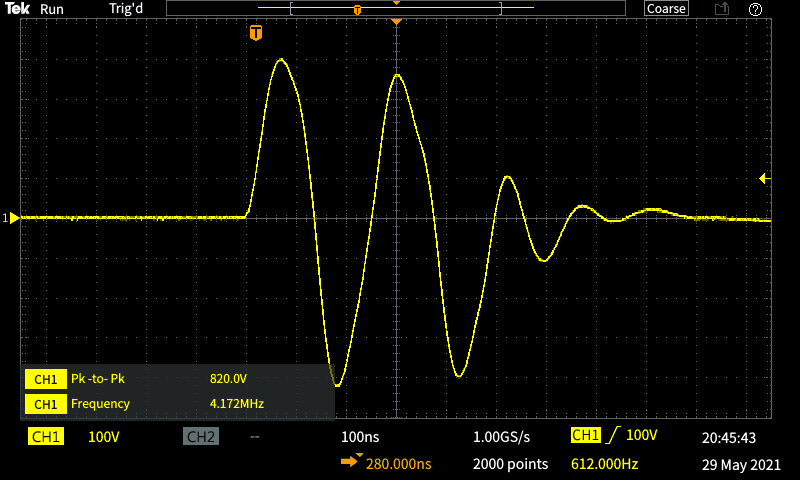 Tek Run Trig'd Coarse ?
T
T
1
CH1 Pk-to-Pk 820.0V
CH1 Frequency 4.172MHz
CH1 100V CH2 -- 100ns 1.00GS/s CH1 100V 20:45:43
280.000ns 2000 points 612.000Hz 29 May 2021